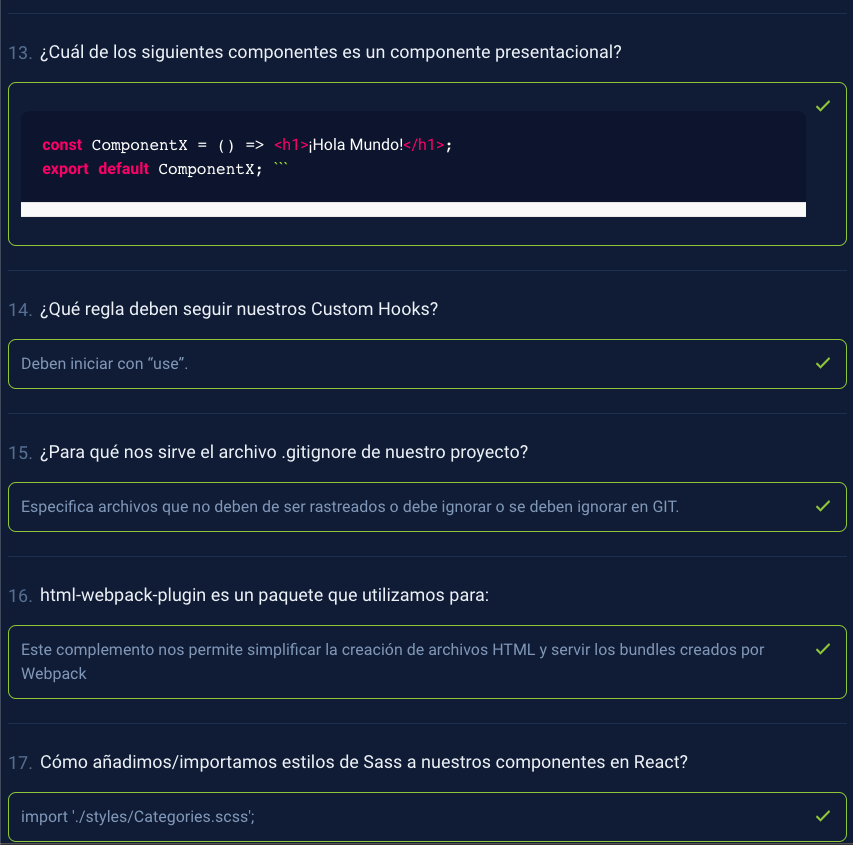 13. ¿Cuál de los siguientes componentes es un componente presentacional?
const ComponentX = () => <h1>¡Hola Mundo!</h1>;
export default ComponentX; ```
14. ¿Qué regla deben seguir nuestros Custom Hooks?
Deben iniciar con “use”.
15. ¿Para qué nos sirve el archivo .gitignore de nuestro proyecto?
Especifica archivos que no deben de ser rastreados o debe ignorar o se deben ignorar en GIT.
16. html-webpack-plugin es un paquete que utilizamos para:
Este complemento nos permite simplificar la creación de archivos HTML y servir los bundles creados por
Webpack
17. Cómo añadimos/importamos estilos de Sass a nuestros componentes en React?
import './styles/Categories.scss';